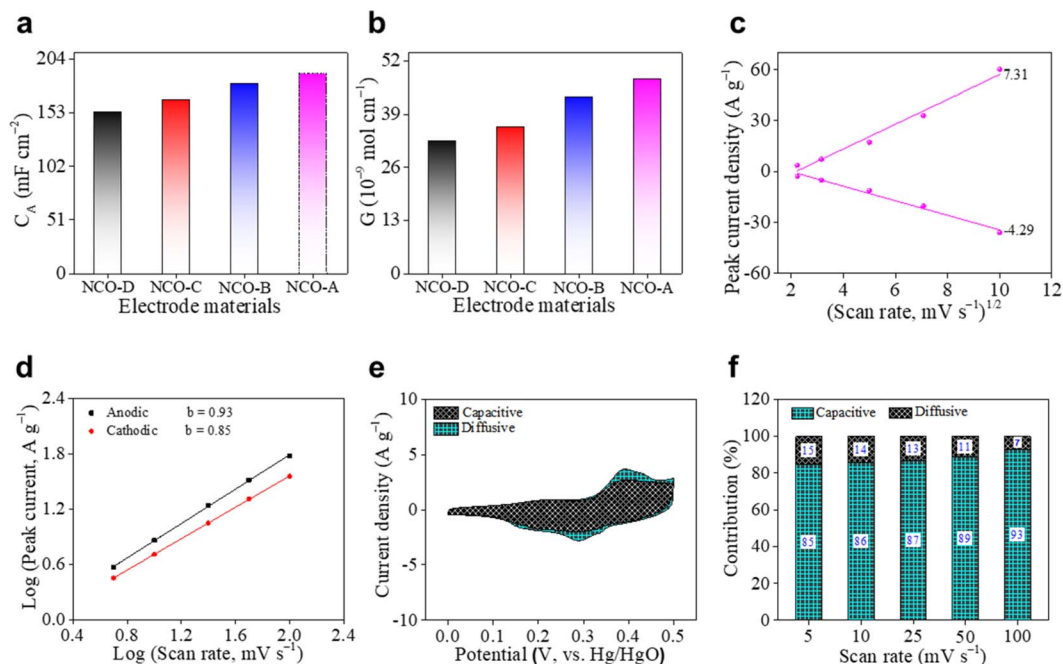 a
204
153
102
51
0
C_A (mF cm⁻²)
NCO-D NCO-C NCO-B NCO-A
Electrode materials
b
52
39
26
13
0
G (10⁻⁹ mol cm⁻¹)
NCO-D NCO-C NCO-B NCO-A
Electrode materials
c
60
30
0
-30
-60
Peak current density (A g⁻¹)
7.31
-4.29
2 4 6 8 10 12
(Scan rate, mV s⁻¹)¹ᐟ²
d
2.4
1.8
1.2
0.6
0.0
Log (Peak current, A g⁻¹)
Anodic b = 0.93
Cathodic b = 0.85
0.4 0.8 1.2 1.6 2.0 2.4
Log (Scan rate, mV s⁻¹)
e
10
5
0
-5
-10
Current density (A g⁻¹)
Capacitive
Diffusive
0.0 0.1 0.2 0.3 0.4 0.5
Potential (V, vs. Hg/HgO)
f
120
100
80
60
40
20
0
Contribution (%)
Capacitive Diffusive
15 14 13 11 7
85 86 87 89 93
5 10 25 50 100
Scan rate (mV s⁻¹)